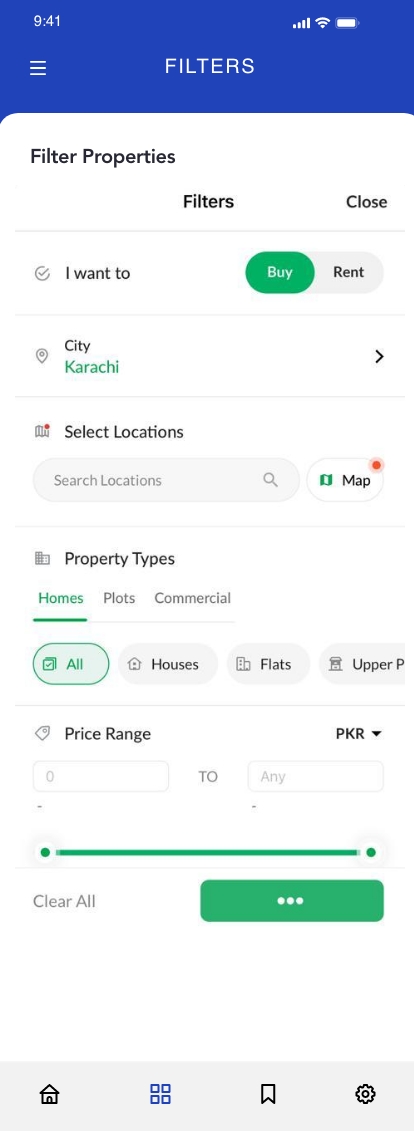 9:41
FILTERS
Filter Properties
Filters Close
I want to Buy Rent
City
Karachi
Select Locations
Search Locations Map
Property Types
Homes Plots Commercial
All Houses Flats Upper P
Price Range PKR
0 TO Any
- -
Clear All